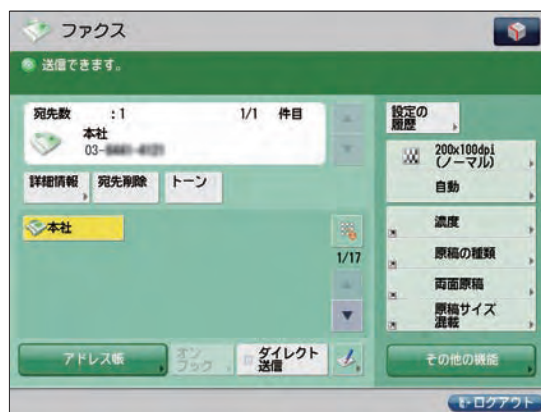 ファクス
送信できます。
宛先数 :1 1/1 件目
本社
03-
詳細情報 宛先削除 トーン
本社
1/17
アドレス帳 オンフック ダイレクト送信
設定の履歴
200x100dpi
(ノーマル)
自動
濃度
原稿の種類
両面原稿
原稿サイズ
混載
その他の機能
ログアウト